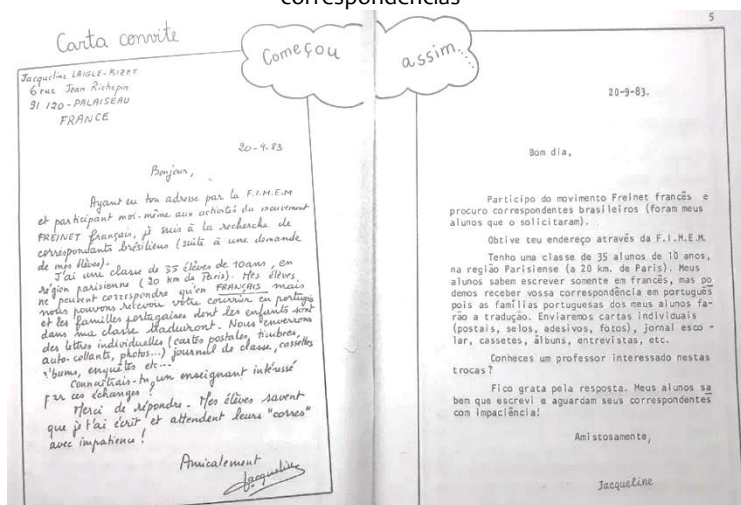 correspondências
Carta convite
Começou
Jacqueline LAIGLE-BIZET
6 rue Jean Richepin
91 120 - PALAISEAU
FRANCE
20-9-83
Bonjour,
Ayant eu ton adresse par la F.I.M.E.M
et participant moi-même aux activités du mouvement
FREINET français, je suis à la recherche de
correspondants brésiliens (suite à une demande
de mes élèves).
J'ai une classe de 35 élèves de 10 ans, en
région parisienne (20 km de Paris). Mes élèves
ne peuvent correspondre qu'en FRANÇAIS mais
nous pouvons recevoir votre courrier en portugais
et les familles portugaises dont les enfants sont
dans ma classe traduiront. Nous enverrons
des lettres individuelles (cartes postales, timbres,
auto-collants, photos...) journal de classe, cassettes
albums, enquêtes etc...
Connaîtrais-tu un enseignant intéressé
par ces échanges ?
Merci de répondre. Mes élèves savent
que je t'ai écrit et attendent leurs "corres"
avec impatience !
Amicalement
Jacqueline
5
assim...
20-9-83.
Bom dia,
Participo do movimento Freinet francês e
procuro correspondentes brasileiros (foram meus
alunos que o solicitaram).
Obtive teu endereço através da F.I.M.E.M.
Tenho uma classe de 35 alunos de 10 anos,
na região Parisiense (a 20 km. de Paris). Meus
alunos sabem escrever somente em francês, mas po
demos receber vossa correspondência em português
pois as famílias portuguesas dos meus alunos fa-
rão a tradução. Enviaremos cartas individuais
(postais, selos, adesivos, fotos), jornal esco -
lar, cassetes, álbuns, entrevistas, etc.
Conheces um professor interessado nestas
trocas?
Fico grata pela resposta. Meus alunos sa
bem que escrevi e aguardam seus correspondentes
com impaciência!
Amistosamente,
Jacqueline